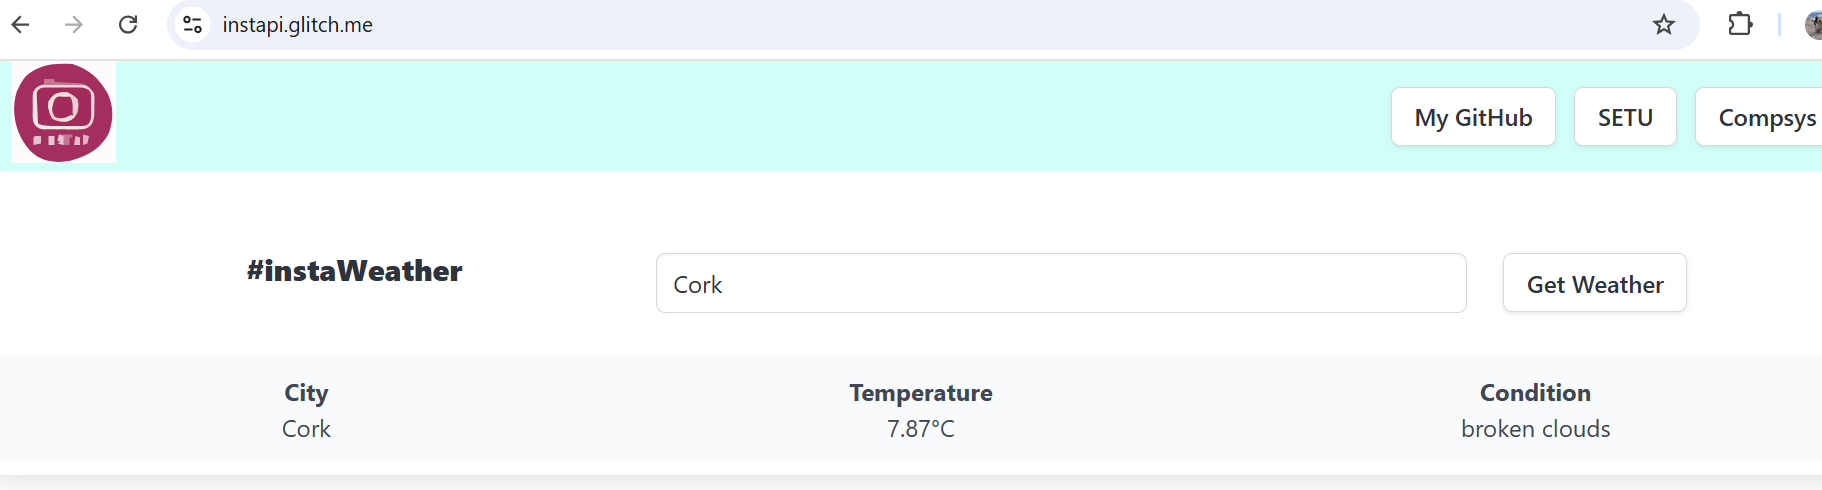 instapi.glitch.me
My GitHub SETU Compsys
#instaWeather Cork Get Weather
City Temperature Condition
Cork 7.87°C broken clouds